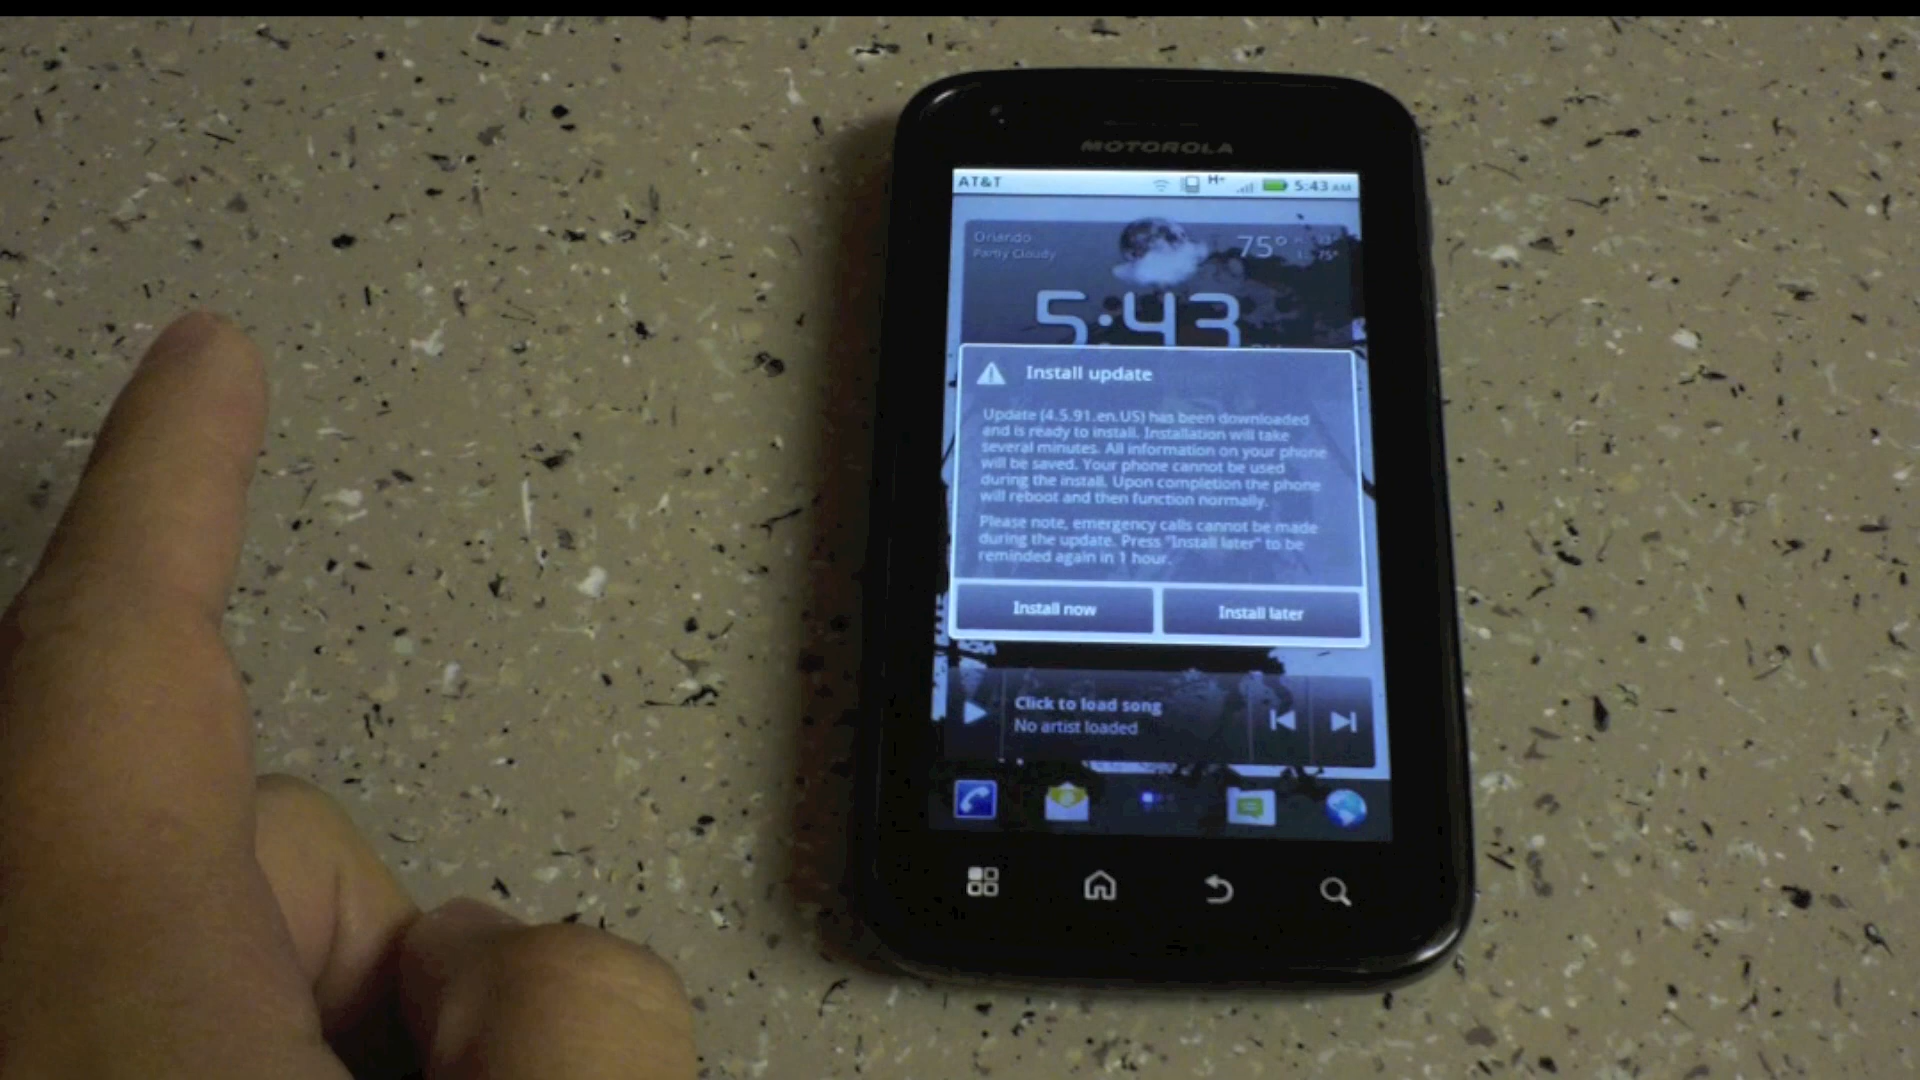 MOTOROLA
AT&T H+ 5:43 AM
Orlando
Partly Cloudy
75°
75°
5:43
Install update
Update (4.5.91.en.US) has been downloaded
and is ready to install. Installation will take
several minutes. All information on your phone
will be saved. Your phone cannot be used
during the install. Upon completion the phone
will reboot and then function normally.
Please note, emergency calls cannot be made
during the update. Press "Install later" to be
reminded again in 1 hour.
Install now
Install later
Click to load song
No artist loaded